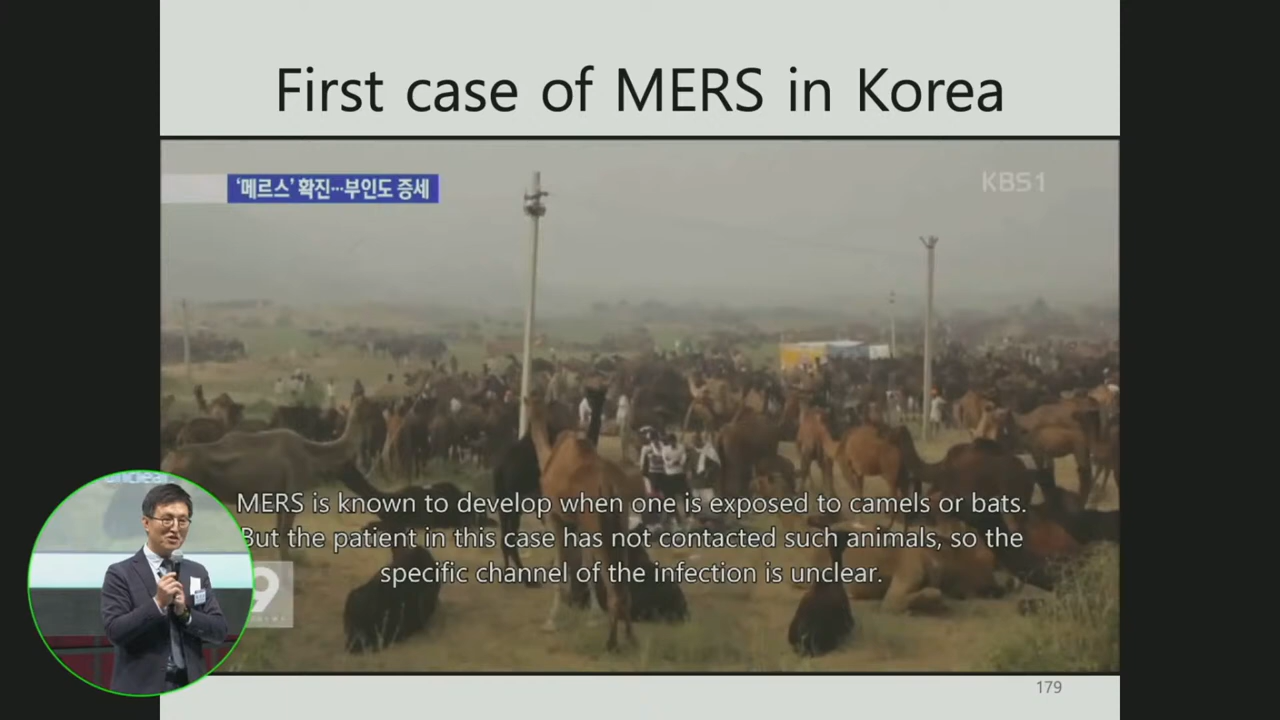 First case of MERS in Korea
‘메르스’ 확진…부인도 증세
KBS1
MERS is known to develop when one is exposed to camels or bats.
But the patient in this case has not contacted such animals, so the
specific channel of the infection is unclear.
unclear.
9
179